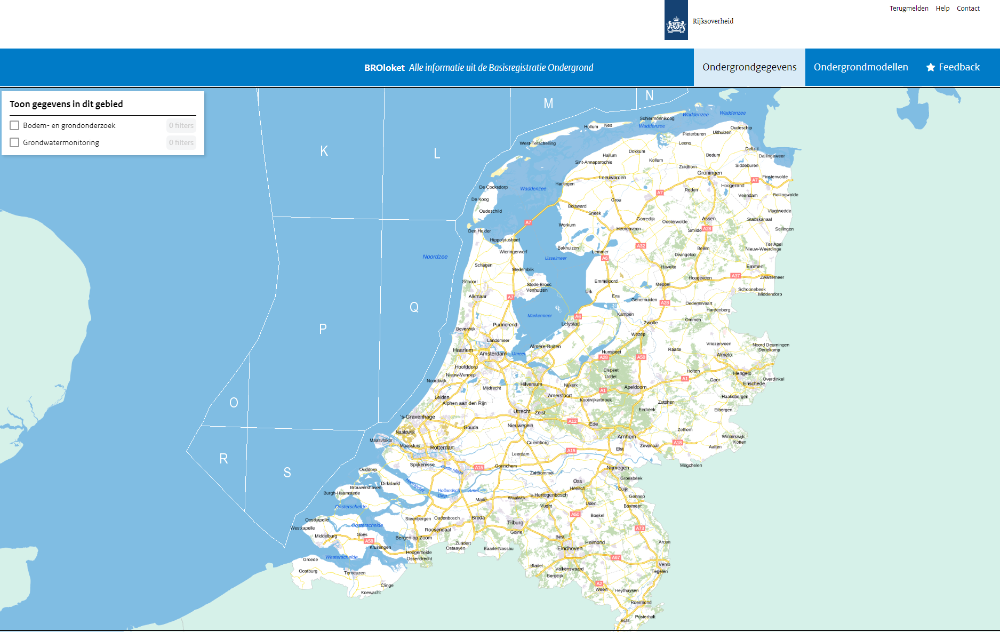 Terugmelden Help Contact
Rijksoverheid
BROloket Alle informatie uit de Basisregistratie Ondergrond
Ondergrondgegevens
Ondergrondmodellen
Feedback
Toon gegevens in dit gebied
Bodem- en grondonderzoek 0 filters
Grondwatermonitoring 0 filters
K
L
M
N
P
Q
O
R
S
Noordzee
Waddenzee
Waddenzee
Waddenzee
Waddenzee
Schiermonnikoog
Hollum
Nes
West-Terschelling
Oudeschip
Pieterburen
Uithuizen
Leens
Delfzijl
Dallingeweer
Hallum
Dokkum
Bedum
Sint-Annaparochie
Kollum
Zuidhorn
Siddeburen
Leeuwarden
Groningen
Finsterwolde
A7
Harlingen
Hoogezand
De Cocksdorp
Roden
A7
Veendam
Bellingwolde
De Koog
Grou
Bolsward
Oudeschild
Sneek
Vlagtwedde
A7
Gorredijk
Oosterwolde
Assen
Stadskanaal
Workum
Heerenveen
Smilde
A28
Sellingen
Den Helder
Hippolytushoef
Wieringerwerf
Bakhuizen
Lemmer
A32
Beilen
Ter Apel
Nieuw-Weerdinge
IJsselmeer
A6
Dwingeloo
Schagen
Medemblik
Havelte
Emmen
Schoorl
Stede Broec
Venhuizen
Emmeloord
Hoogeveen
A37
Zwartemeer
Meppel
Alkmaar
A7
Urk
Ens
Genemuiden
Schoonebeek
Middendorp
A28
Dedemsvaart
Hardenberg
Markermeer
A6
Kampen
Ommen
Lelystad
Zwolle
Purmerend
Beverwijk
Wezep
Landsmeer
Haarlem
Amsterdam
IJmeer
Almere-Buiten
Vriezenveen
Noord Deurningen
Denekamp
Raalte
Nunspeet
A28
A50
Almelo
Hoofddorp
Nieuw-Vennep
Elspeet
Uddel
Holten
Hengelo
Noordwijk
Mijdrecht
Hilversum
Nijkerk
Apeldoorn
A1
Goor
Enschede
Overdinkel
Leiden
Alphen aan den Rijn
Amersfoort
A1
Kootwijkerbroek
Zutphen
Haaksbergen
Utrecht
Zeist
Eerbeek
Eibergen
's-Gravenhage
A12
Ede
Gouda
Nieuwegein
Zelhem
Naaldwijk
Arnhem
Winterswijk
Kotten
Maasvlakte
Maassluis
Rotterdam
Culemborg
Elst
Zevenaar
A18
Aalten
A15
Leerdam
Spijkenisse
Oude Maas
A15
Gorinchem
Zaltbommel
Nijmegen
Megchelen
Ouddorp
Groesbeek
Dirksland
Haringvliet
Oss
Heesch
Brouwershaven
Hollandsch
Diep
Amer
Cuijk
Burgh-Haamstede
Made
Waalwijk
's-Hertogenbosch
Gennep
Vught
Uden
Boxmeer
Oosterschelde
A50
Boekel
Oostkapelle
Steenbergen
Oudenbosch
Breda
Tilburg
Westkapelle
Oosterschelde
Roosendaal
Goirle
A73
Middelburg
Goes
A58
Bergen op Zoom
Best
Helmond
Arcen
Kruiningen
Zundert
Ostaayen
Baarle-Nassau
Eindhoven
Hoogerheide
Ossendrecht
Groede
Westerschelde
A67
Venlo
Bladel
Valkenswaard
Tegelen
Oostburg
Terneuzen
Bergeijk
Clinge
A2
Weert
Heythuysen
Koewacht
Roermond
Posterholt
Echt